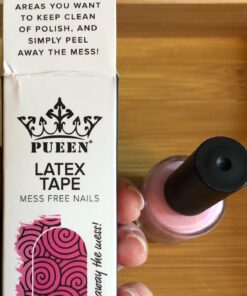 AREAS YOU WANT
TO KEEP CLEAN
OF POLISH, AND
SIMPLY PEEL
AWAY THE MESS!
PUEEN®
LATEX
TAPE
MESS FREE NAILS
away the mess!